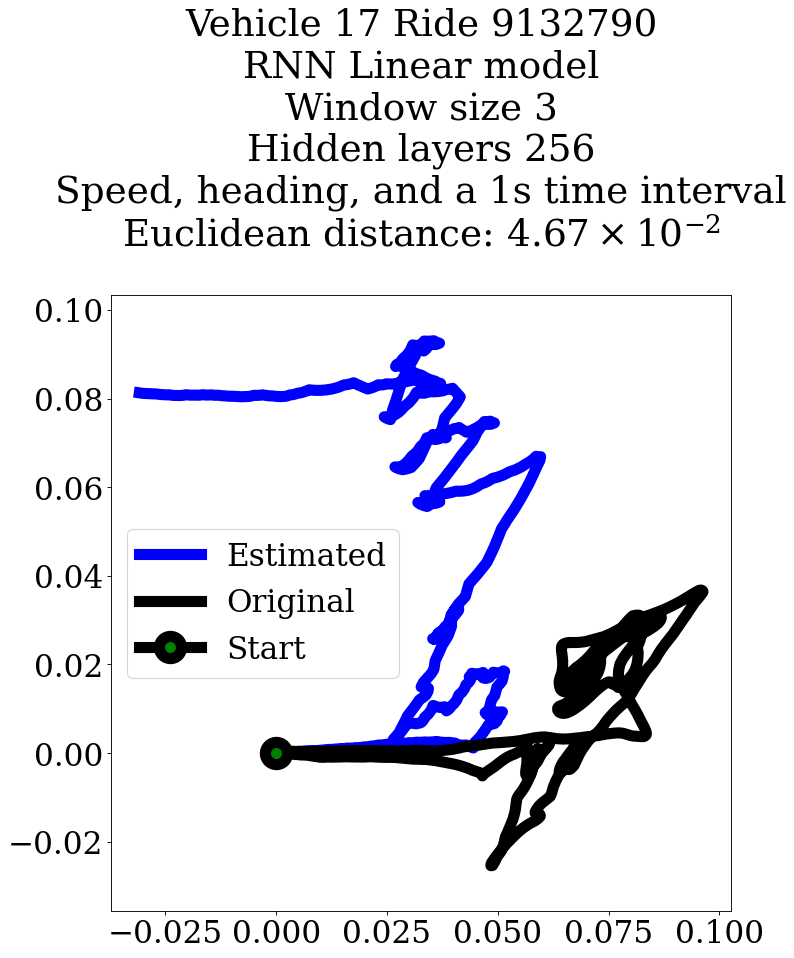 Vehicle 17 Ride 9132790
RNN Linear model
Window size 3
Hidden layers 256
Speed, heading, and a 1s time interval
Euclidean distance: 4.67 × 10⁻²
0.10
0.08
0.06
0.04
0.02
0.00
−0.02
Estimated
Original
Start
−0.025 0.000 0.025 0.050 0.075 0.100